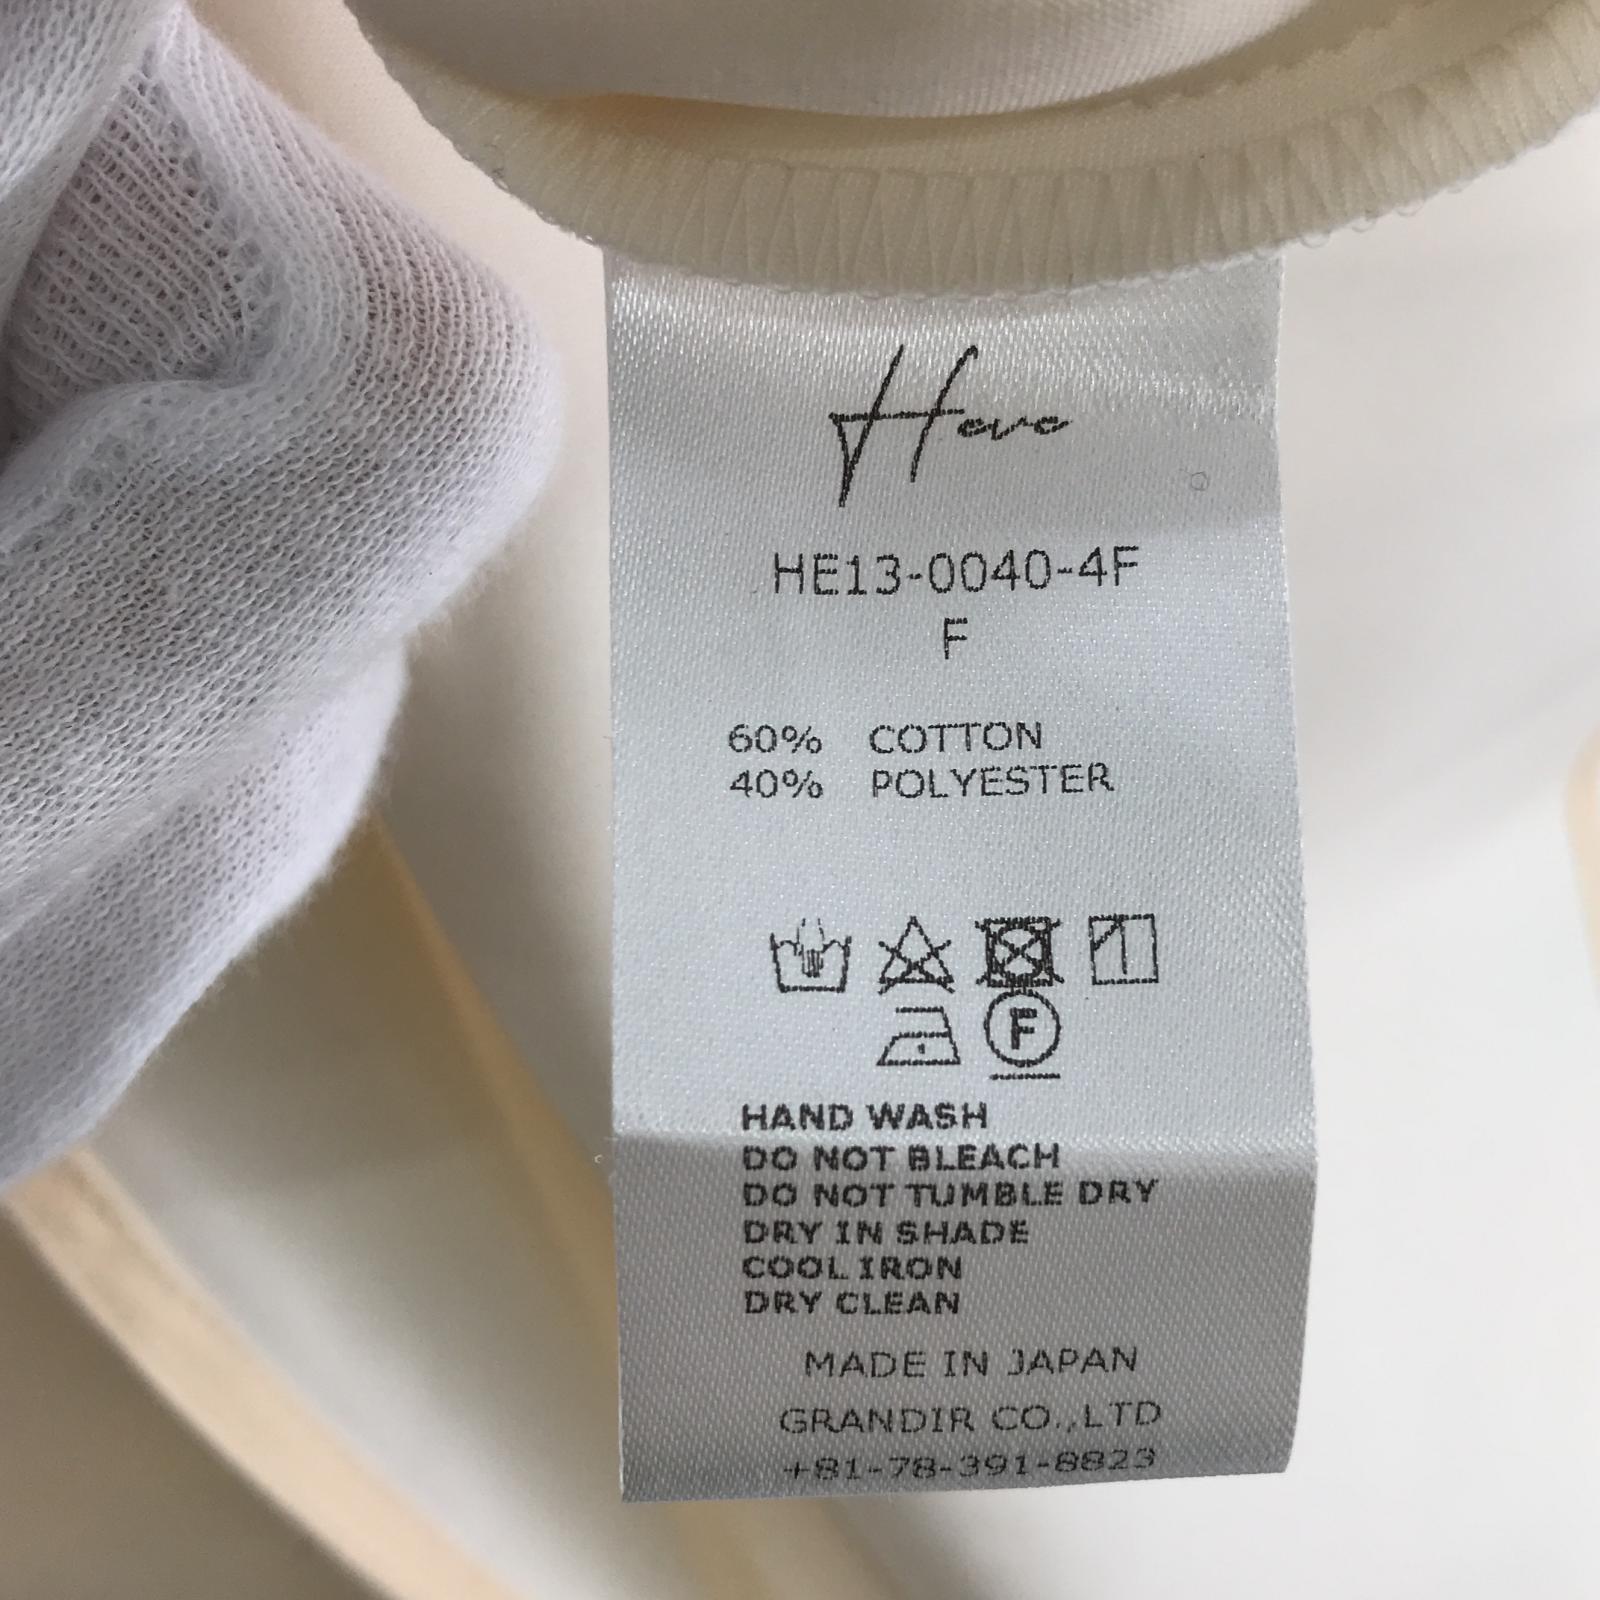 Heve
HE13-0040-4F
F
60% COTTON
40% POLYESTER
F
HAND WASH
DO NOT BLEACH
DO NOT TUMBLE DRY
DRY IN SHADE
COOL IRON
DRY CLEAN
MADE IN JAPAN
GRANDIR CO.,LTD
+81-78-391-8823